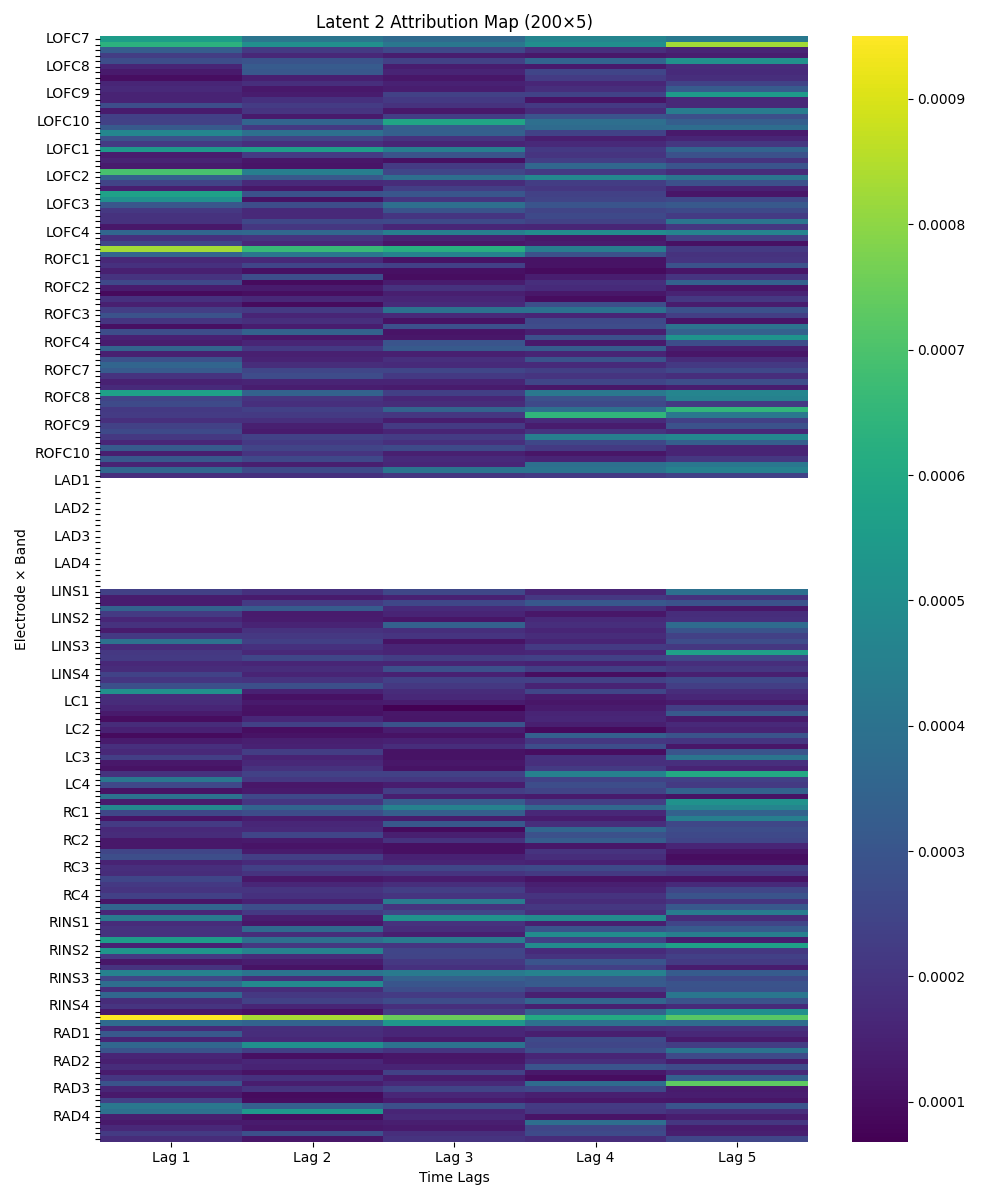 Latent 2 Attribution Map (200×5)
LOFC7
LOFC8
LOFC9
LOFC10
LOFC1
LOFC2
LOFC3
LOFC4
ROFC1
ROFC2
ROFC3
ROFC4
ROFC7
ROFC8
ROFC9
ROFC10
LAD1
LAD2
LAD3
LAD4
LINS1
LINS2
LINS3
LINS4
LC1
LC2
LC3
LC4
RC1
RC2
RC3
RC4
RINS1
RINS2
RINS3
RINS4
RAD1
RAD2
RAD3
RAD4
Electrode × Band
Lag 1 Lag 2 Lag 3 Lag 4 Lag 5
Time Lags
0.0009
0.0008
0.0007
0.0006
0.0005
0.0004
0.0003
0.0002
0.0001